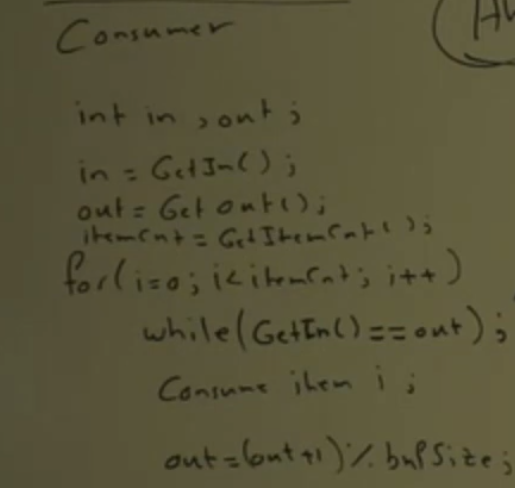 Consumer
int in, out;
in = GetIn();
out = GetOut();
itemCnt = GetItemCnt();
for(i=0; i<itemCnt; i++)
while(GetIn()==out);
Consume item i;
out=(out+1)%bufSize;